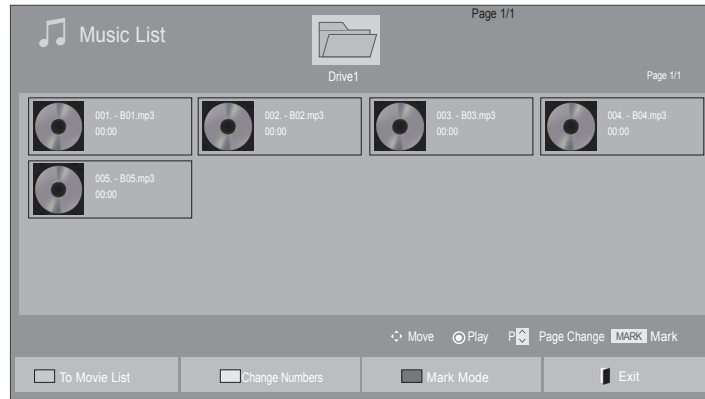 Page 1/1
Music List
Drive1
Page 1/1
001. - B01.mp3
00:00
002. - B02.mp3
00:00
003. - B03.mp3
00:00
004. - B04.mp3
00:00
005. - B05.mp3
00:00
Move Play P Page Change MARK Mark
To Movie List Change Numbers Mark Mode Exit